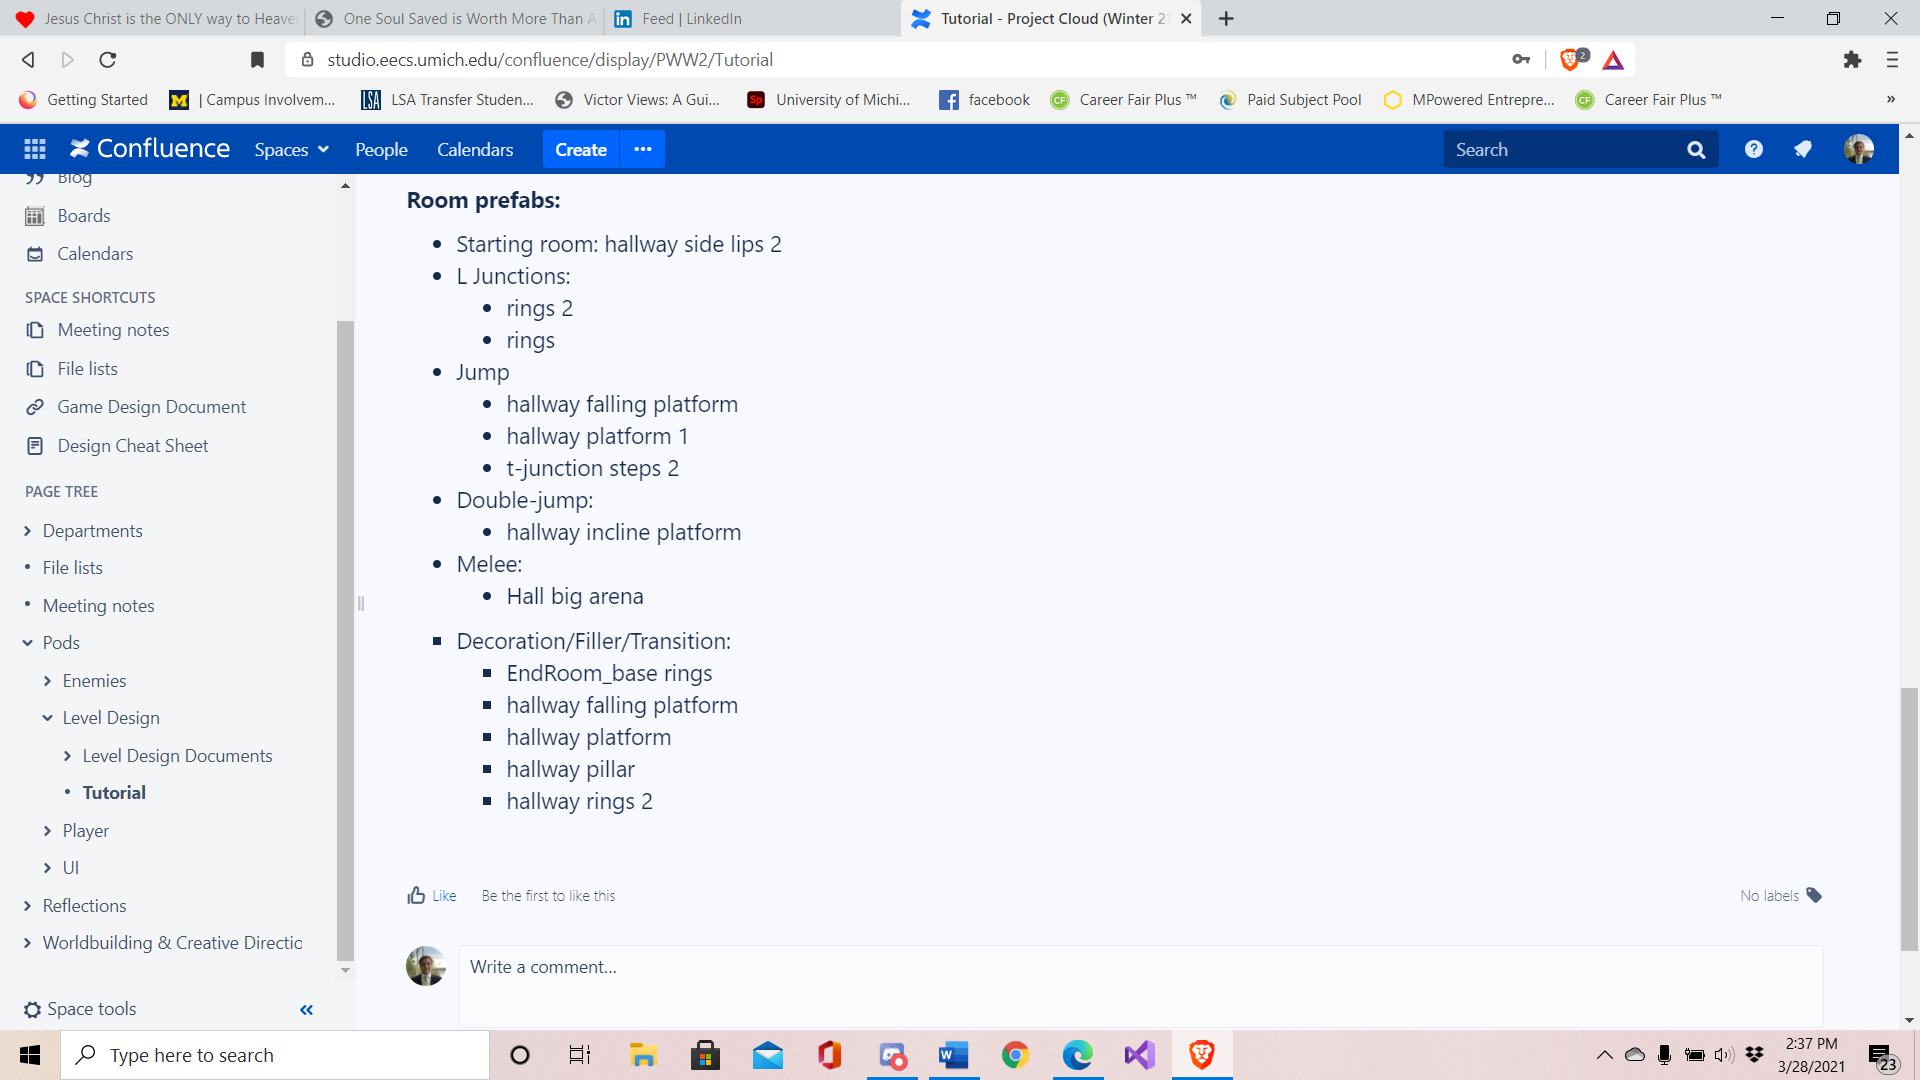 Jesus Christ is the ONLY way to Heave
One Soul Saved is Worth More Than A
Feed | LinkedIn
Tutorial - Project Cloud (Winter 21
studio.eecs.umich.edu/confluence/display/PWW2/Tutorial
2
Getting Started
M
| Campus Involvem...
LSA
LSA Transfer Studen...
Victor Views: A Gui...
Sp
University of Michi...
facebook
CF
Career Fair Plus ™
Paid Subject Pool
MPowered Entrepre...
CF
Career Fair Plus ™
»
Confluence
Spaces
People
Calendars
Create
Search
Blog
Boards
Calendars
SPACE SHORTCUTS
Meeting notes
File lists
Game Design Document
Design Cheat Sheet
PAGE TREE
Departments
File lists
Meeting notes
Pods
Enemies
Level Design
Level Design Documents
Tutorial
Player
UI
Reflections
Worldbuilding & Creative Directio
Space tools
Room prefabs:
Starting room: hallway side lips 2
L Junctions:
rings 2
rings
Jump
hallway falling platform
hallway platform 1
t-junction steps 2
Double-jump:
hallway incline platform
Melee:
Hall big arena
Decoration/Filler/Transition:
EndRoom_base rings
hallway falling platform
hallway platform
hallway pillar
hallway rings 2
Like
Be the first to like this
No labels
Write a comment...
Type here to search
2:37 PM
3/28/2021
23